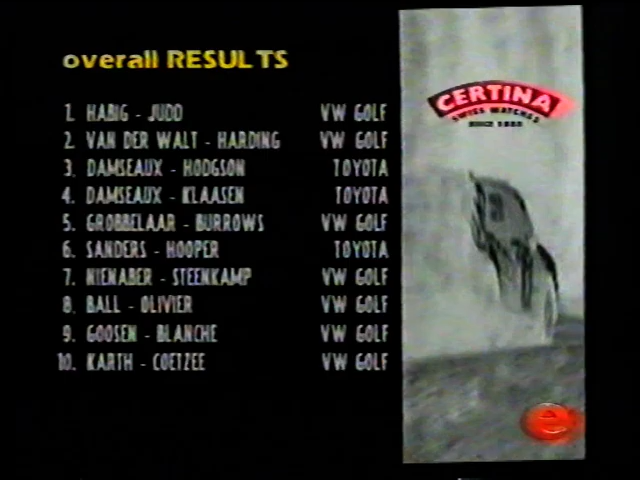 overall RESULTS
1. HABIG - JUDD VW GOLF
2. VAN DER WALT - HARDING VW GOLF
3. DAMSEAUX - HODGSON TOYOTA
4. DAMSEAUX - KLAASEN TOYOTA
5. GROBBELAAR - BURROWS VW GOLF
6. SANDERS - HOOPER TOYOTA
7. NIENABER - STEENKAMP VW GOLF
8. BALL - OLIVIER VW GOLF
9. GOOSEN - BLANCHE VW GOLF
10. KARTH - COETZEE VW GOLF
CERTINA
SWISS WATCHES
SINCE 1888
e